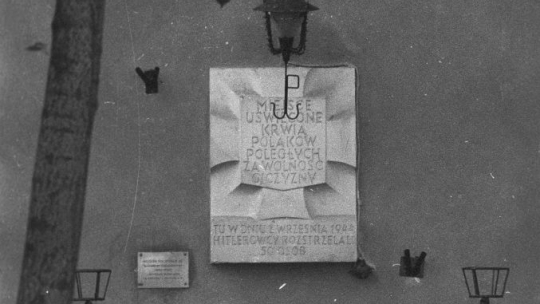 MIEJSCE
UŚWIĘCONE
KRWIĄ
POLAKÓW
POLEGŁYCH
ZA WOLNOŚĆ
OJCZYZNY
TU W DNIU 2 WRZEŚNIA 1944
HITLEROWCY ROZSTRZELALI
50 OSÓB